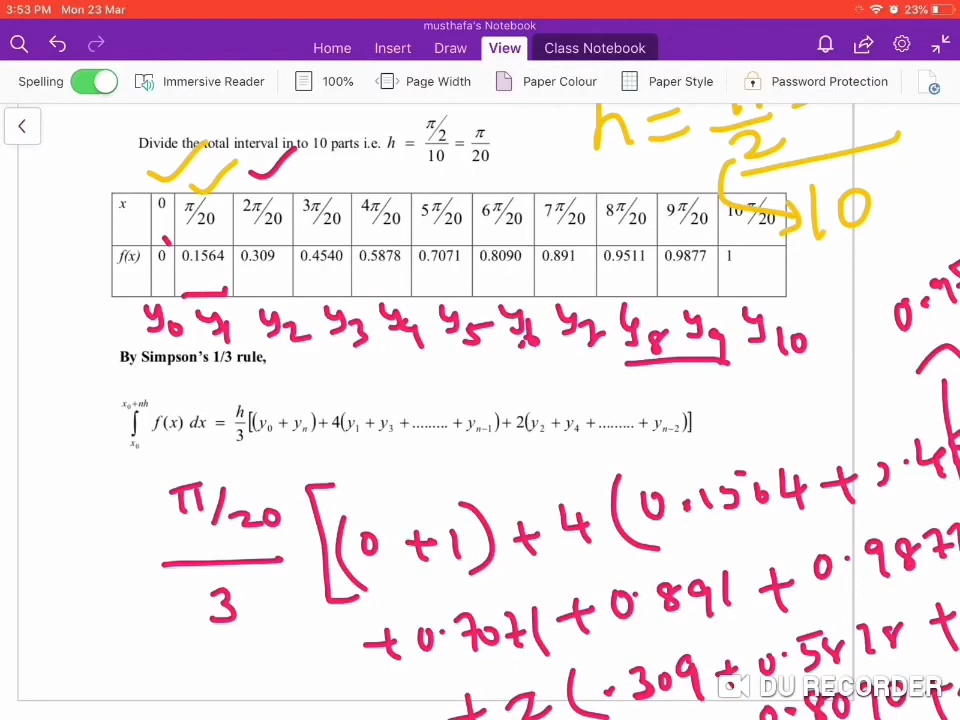 3:53 PM Mon 23 Mar 23%
musthafa's Notebook
Home Insert Draw View Class Notebook
Spelling Immersive Reader 100% Page Width Paper Colour Paper Style Password Protection
Divide the total interval in to 10 parts i.e. h = π/2 / 10 = π / 20
h = π/2 / 10
x 0 π/20 2π/20 3π/20 4π/20 5π/20 6π/20 7π/20 8π/20 9π/20 10π/20
f(x) 0 0.1564 0.309 0.4540 0.5878 0.7071 0.8090 0.891 0.9511 0.9877 1
y0 y1 y2 y3 y4 y5 y6 y7 y8 y9 y10
By Simpson's 1/3 rule,
∫ x0 x0+nh f(x) dx = h/3 [(y0 + yn) + 4(y1 + y3 + ........ + yn−1) + 2(y2 + y4 + ......... + yn−2)]
π/20 / 3 [(0 + 1) + 4 (0.1564 +
+ 0.7071 + 0.891 + 0.9877
+ 2 (.309 + 0.5878 +
DU RECORDER